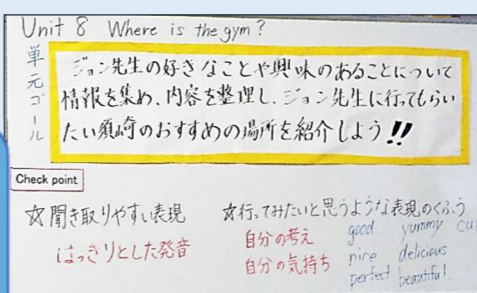 Unit 8 Where is the gym?
単元ゴール
ジョン先生の好きなことや興味のあることについて
情報を集め、内容を整理し、ジョン先生に行ってもらい
たい須崎のおすすめの場所を紹介しよう!!
Check point
☆聞き取りやすい表現
はっきりとした発音
☆行ってみたいと思うような表現のくふう
自分の考え
自分の気持ち
good yummy
nice delicious
perfect beautiful